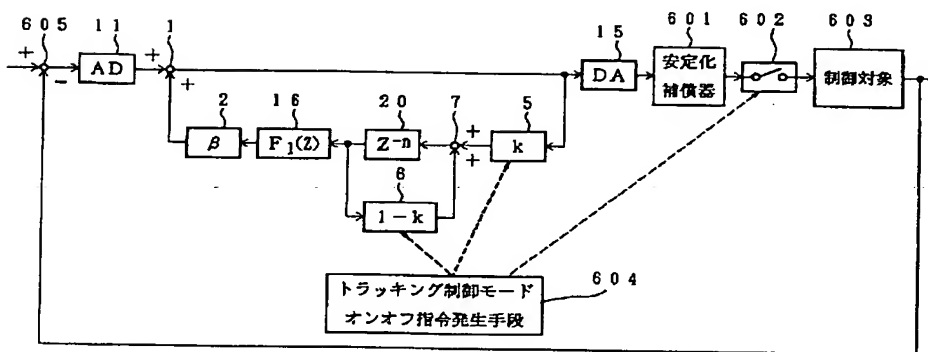 605
11
1
15
601
602
603
+
-
AD
+
+
DA
安定化
補償器
制御対象
2
16
20
7
5
β
F₁(Z)
Z⁻ⁿ
+
+
k
6
1-k
トラッキング制御モード
オンオフ指令発生手段
604